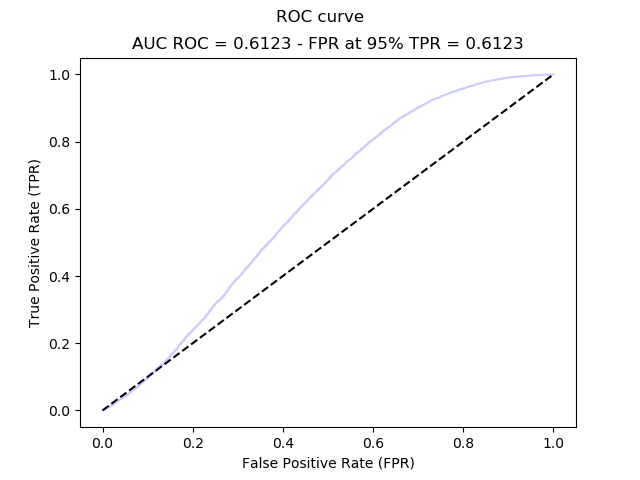 ROC curve
AUC ROC = 0.6123 - FPR at 95% TPR = 0.6123
1.0
0.8
0.6
0.4
0.2
0.0
True Positive Rate (TPR)
0.0 0.2 0.4 0.6 0.8 1.0
False Positive Rate (FPR)